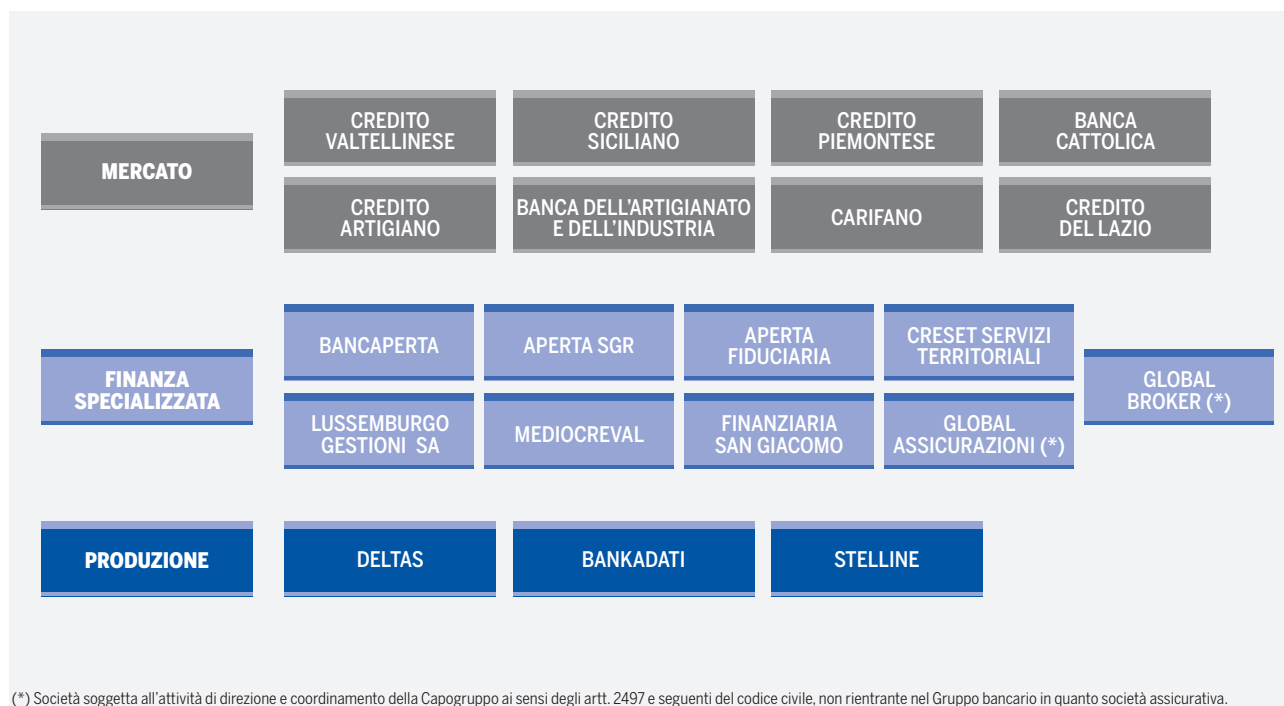 MERCATO
CREDITO
VALTELLINESE
CREDITO
SICILIANO
CREDITO
PIEMONTESE
BANCA
CATTOLICA
CREDITO
ARTIGIANO
BANCA DELL'ARTIGIANATO
E DELL'INDUSTRIA
CARIFANO
CREDITO
DEL LAZIO
FINANZA
SPECIALIZZATA
BANCAPERTA
APERTA SGR
APERTA
FIDUCIARIA
CRESET SERVIZI
TERRITORIALI
LUSSEMBURGO
GESTIONI SA
MEDIOCREVAL
FINANZIARIA
SAN GIACOMO
GLOBAL
ASSICURAZIONI (*)
GLOBAL
BROKER (*)
PRODUZIONE
DELTAS
BANKADATI
STELLINE
(*) Società soggetta all'attività di direzione e coordinamento della Capogruppo ai sensi degli artt. 2497 e seguenti del codice civile, non rientrante nel Gruppo bancario in quanto società assicurativa.